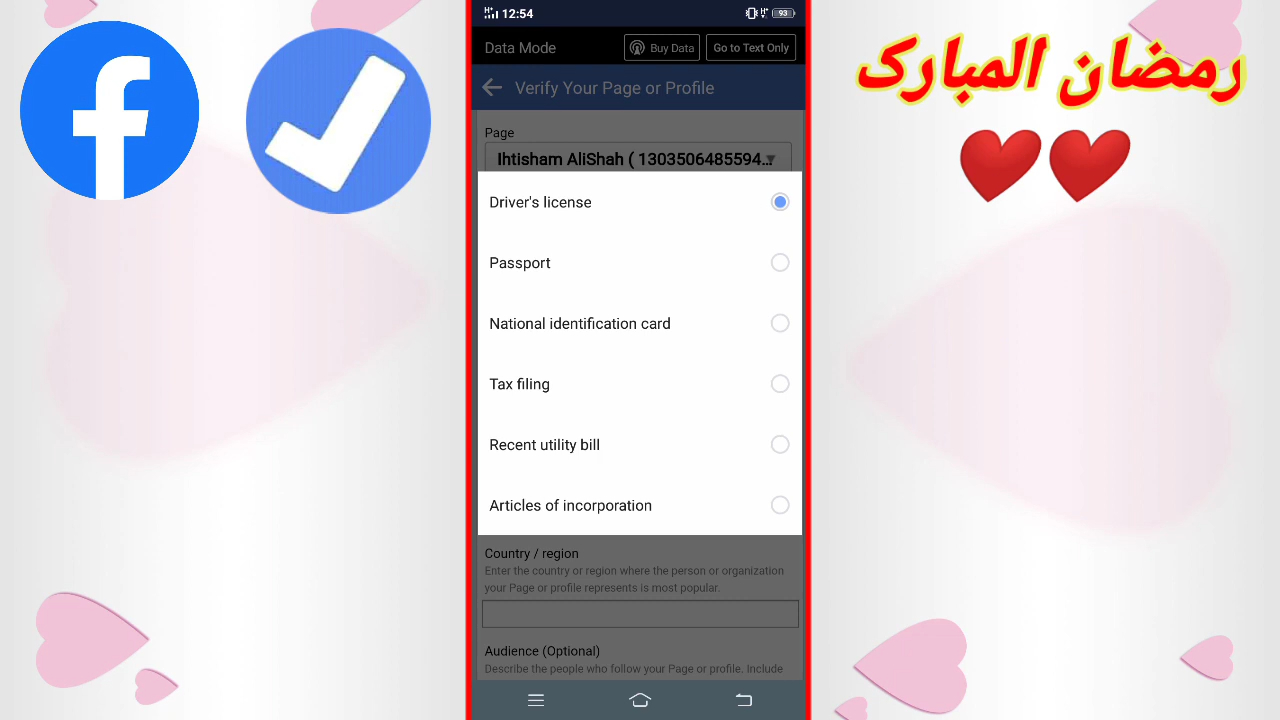 H+ 12:54 H+ 93
Data Mode Buy Data Go to Text Only
Verify Your Page or Profile
Page
Ihtisham AliShah ( 1303506485594...
Driver's license
Passport
National identification card
Tax filing
Recent utility bill
Articles of incorporation
Country / region
Enter the country or region where the person or organization
your Page or profile represents is most popular.
Audience (Optional)
Describe the people who follow your Page or profile. Include
رمضان المبارک